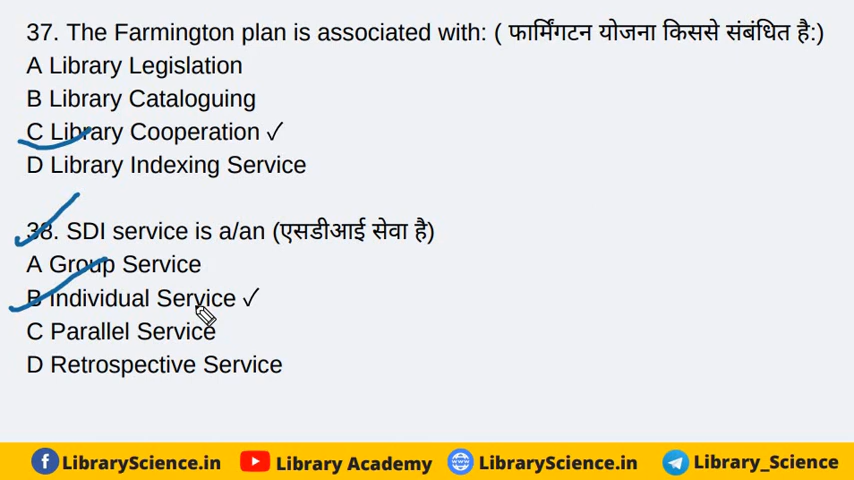 37. The Farmington plan is associated with: ( फार्मिंगटन योजना किससे संबंधित है:)
A Library Legislation
B Library Cataloguing
C Library Cooperation ✓
D Library Indexing Service
38. SDI service is a/an (एसडीआई सेवा है)
A Group Service
B Individual Service ✓
C Parallel Service
D Retrospective Service
LibraryScience.in Library Academy LibraryScience.in Library_Science